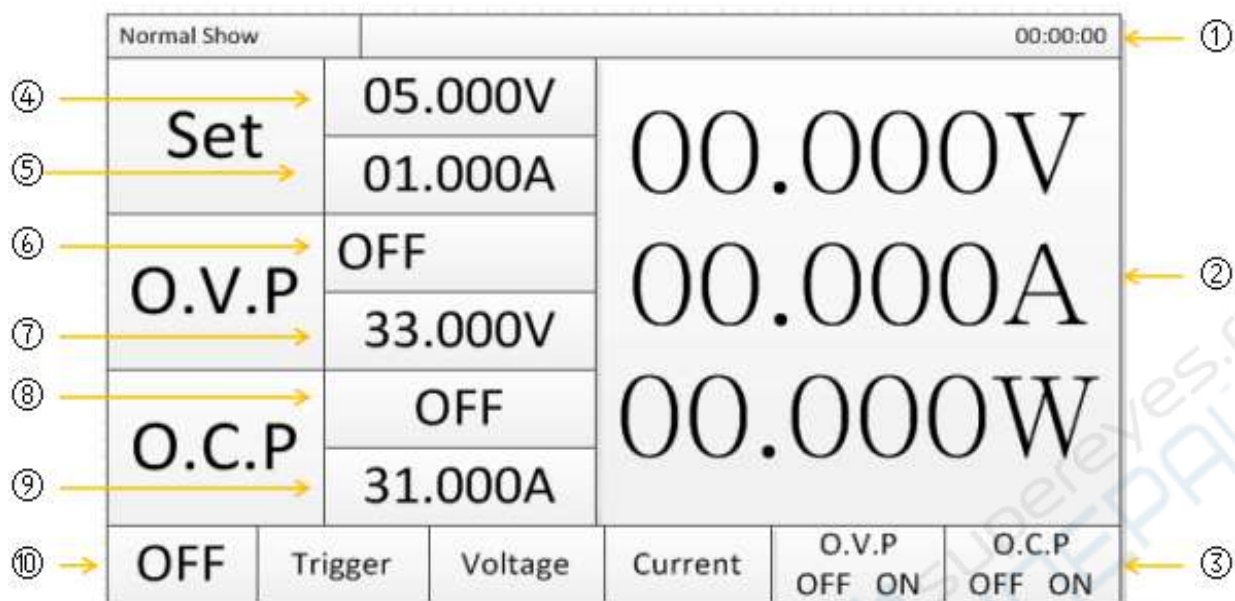 Normal Show 00:00:00 ①
④ 05.000V
Set
⑤ 01.000A
00.000V
⑥ OFF
O.V.P
⑦ 33.000V
00.000A ②
⑧ OFF
O.C.P
⑨ 31.000A
00.000W
⑩ OFF Trigger Voltage Current O.V.P O.C.P ③
OFF ON OFF ON